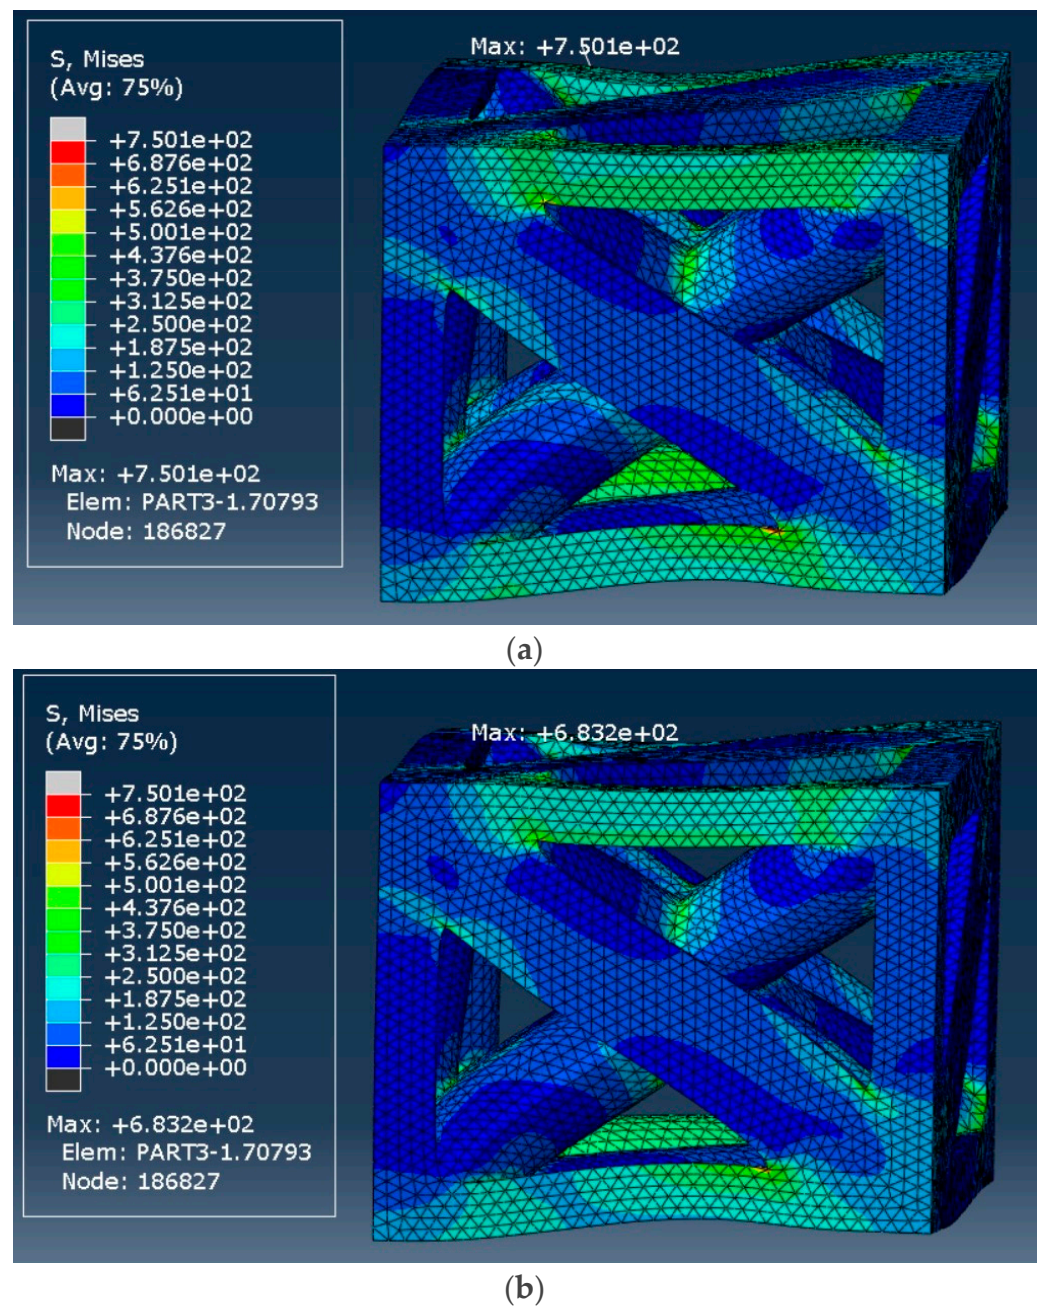 Max: +7.501e+02
S, Mises
(Avg: 75%)
+7.501e+02
+6.876e+02
+6.251e+02
+5.626e+02
+5.001e+02
+4.376e+02
+3.750e+02
+3.125e+02
+2.500e+02
+1.875e+02
+1.250e+02
+6.251e+01
+0.000e+00
Max: +7.501e+02
Elem: PART3-1.70793
Node: 186827
(a)
S, Mises
(Avg: 75%)
Max: +6.832e+02
+7.501e+02
+6.876e+02
+6.251e+02
+5.626e+02
+5.001e+02
+4.376e+02
+3.750e+02
+3.125e+02
+2.500e+02
+1.875e+02
+1.250e+02
+6.251e+01
+0.000e+00
Max: +6.832e+02
Elem: PART3-1.70793
Node: 186827
(b)